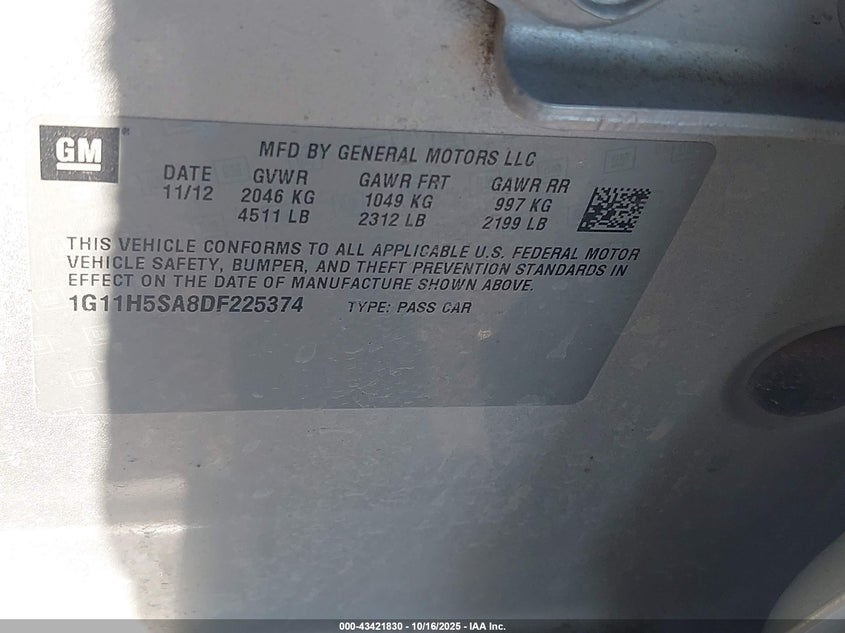 GM
MFD BY GENERAL MOTORS LLC
DATE GVWR GAWR FRT GAWR RR
11/12 2046 KG 1049 KG 997 KG
4511 LB 2312 LB 2199 LB
THIS VEHICLE CONFORMS TO ALL APPLICABLE U.S. FEDERAL MOTOR
VEHICLE SAFETY, BUMPER, AND THEFT PREVENTION STANDARDS IN
EFFECT ON THE DATE OF MANUFACTURE SHOWN ABOVE.
1G11H5SA8DF225374 TYPE: PASS CAR
000-43421830 - 10/16/2025 - IAA Inc.